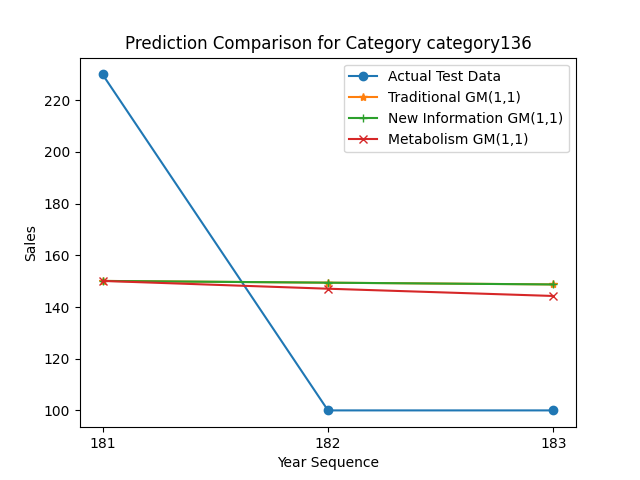 Prediction Comparison for Category category136
Actual Test Data
Traditional GM(1,1)
New Information GM(1,1)
Metabolism GM(1,1)
220
200
180
160
140
120
100
Sales
181
182
183
Year Sequence